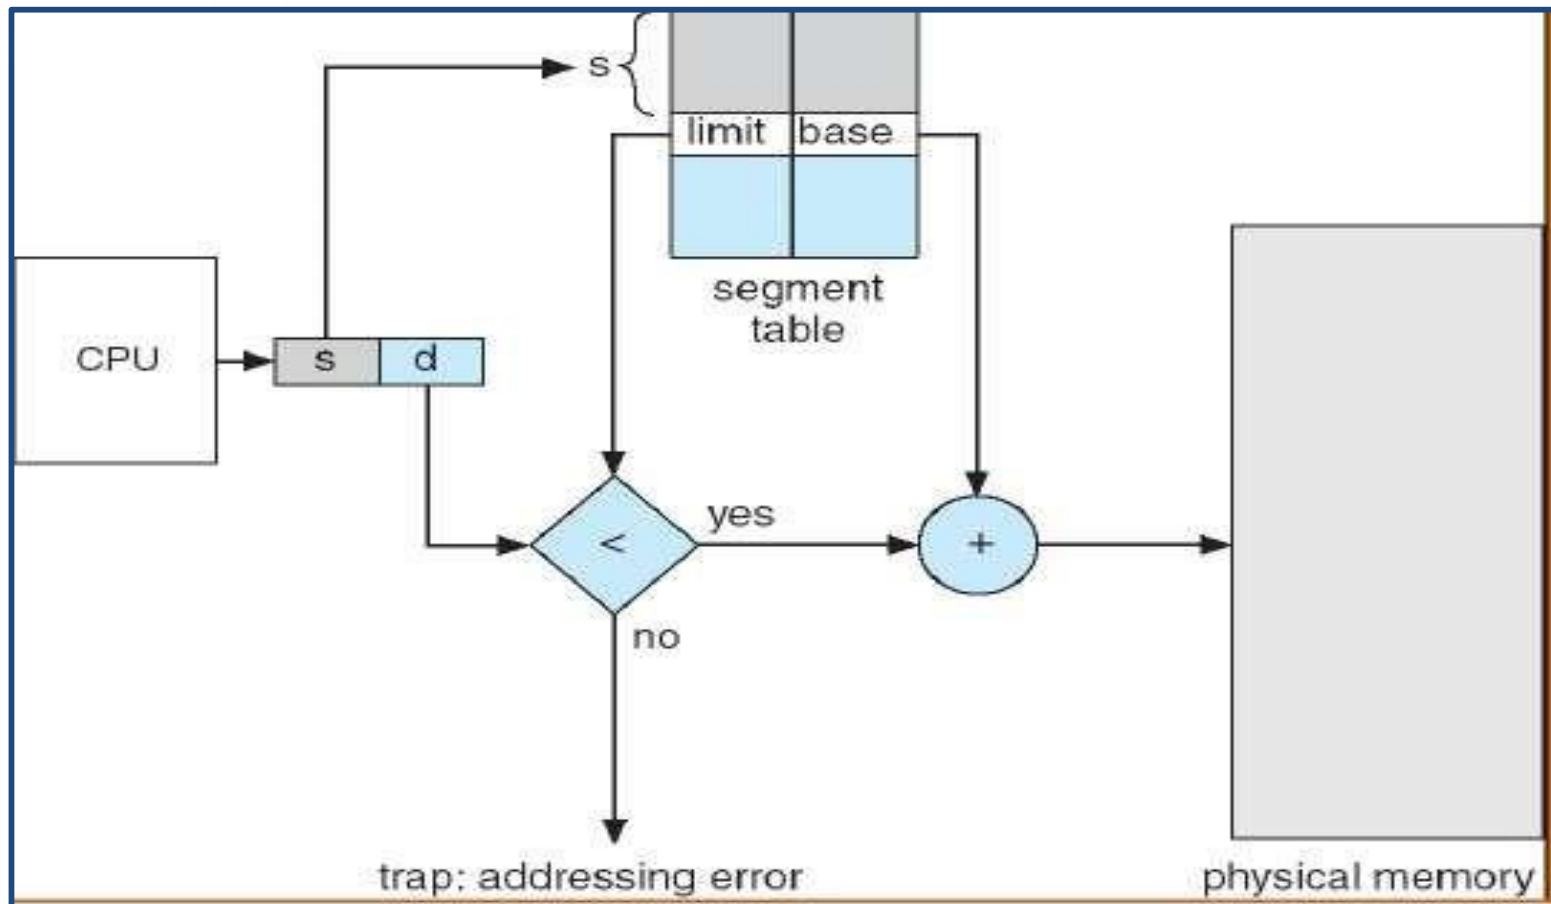 s
limit base
segment
table
CPU
s d
<
yes
+
no
trap: addressing error
physical memory